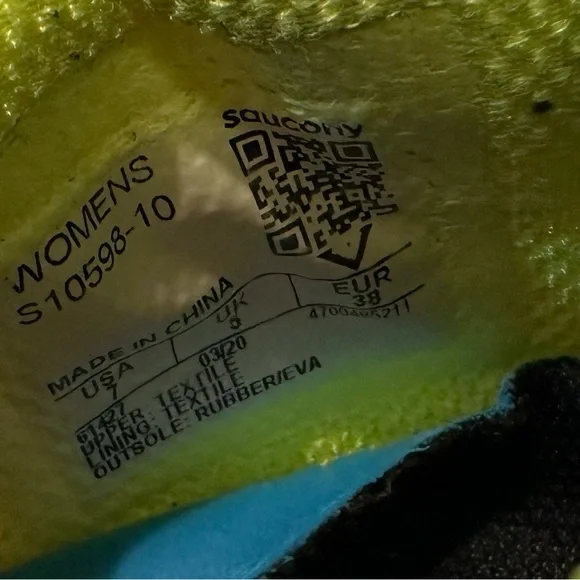 saucony
WOMENS
S10598-10
MADE IN CHINA
USA UK EUR
7 5 38
03/20
61427
UPPER: TEXTILE
LINING: TEXTILE
OUTSOLE: RUBBER/EVA